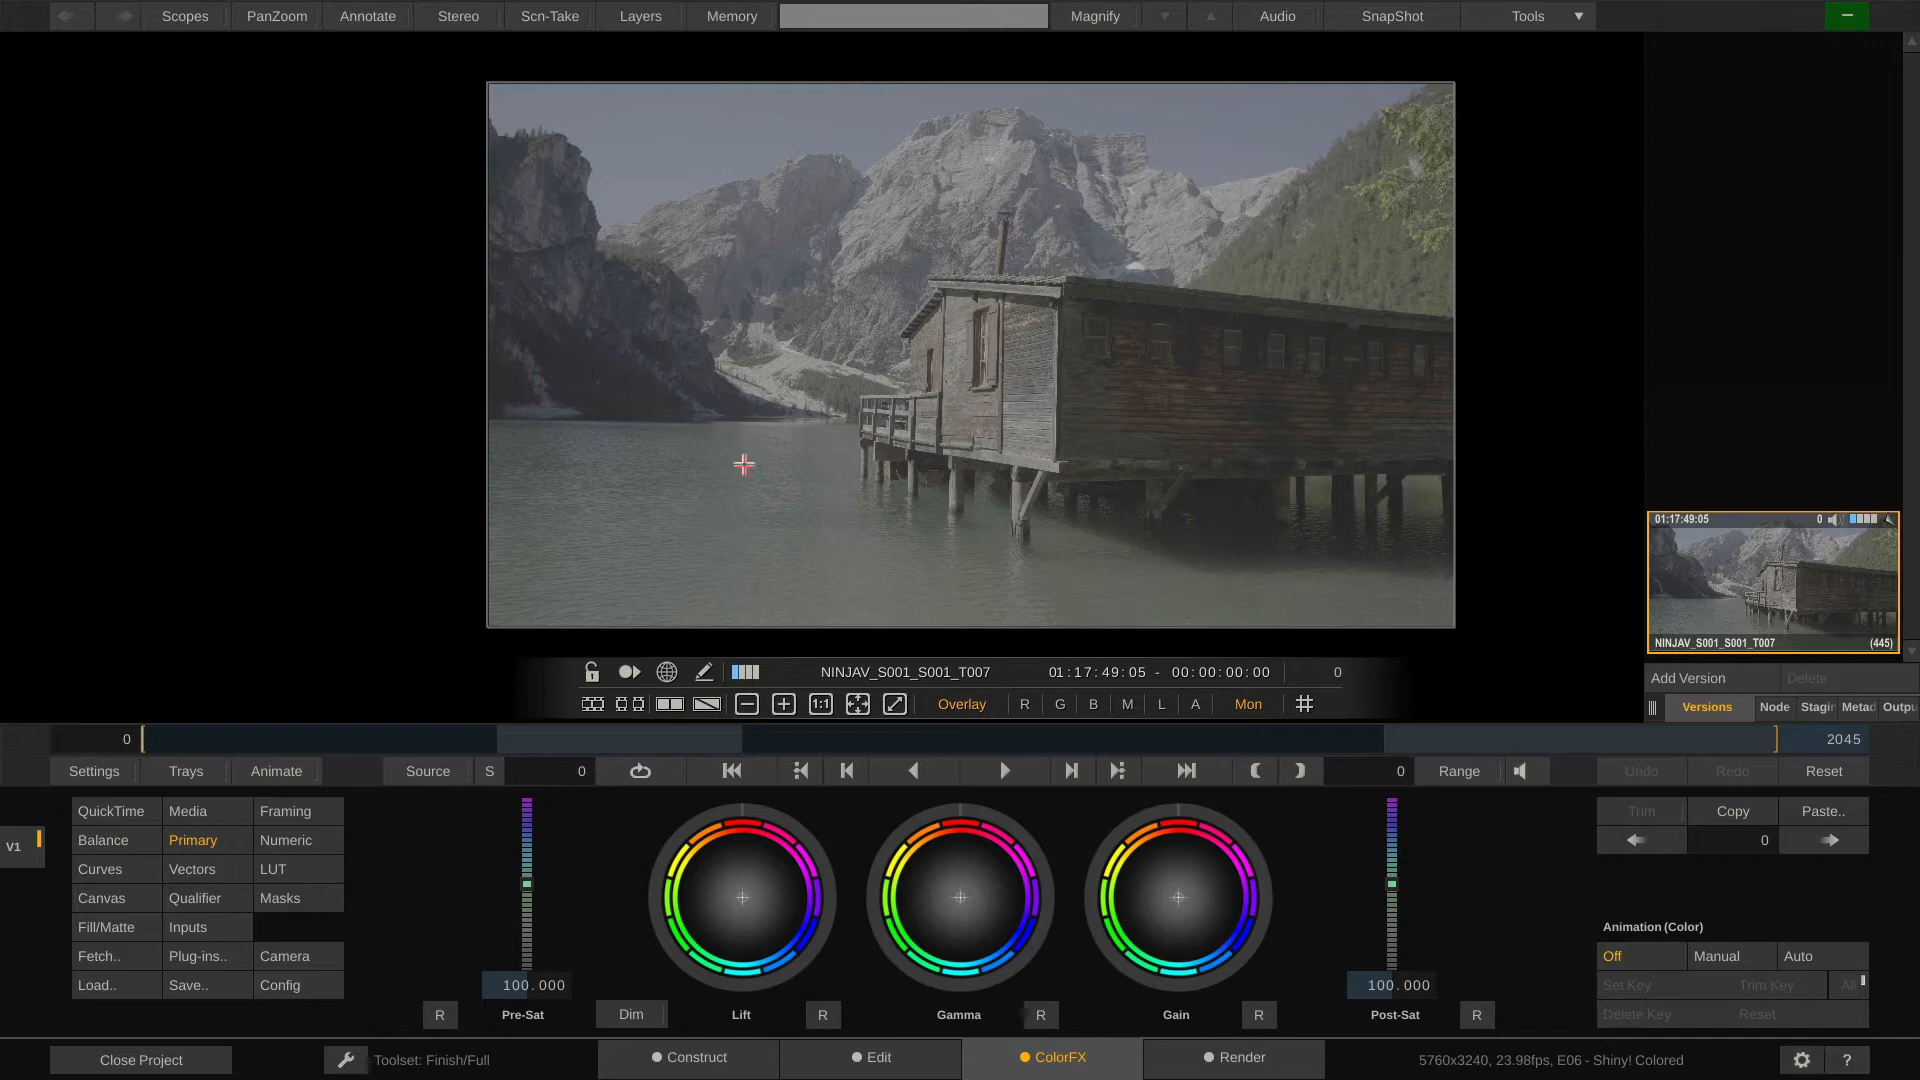 Scopes PanZoom Annotate Stereo Scn-Take Layers Memory Magnify Audio SnapShot Tools
01:17:49:05 0
NINJAV_S001_S001_T007 (445)
NINJAV_S001_S001_T007 01:17:49:05 - 00:00:00:00 0
Add Version Delete
1:1 Overlay R G B M L A Mon
Versions Node Stagin Metad Outpu
0 2045
Settings Trays Animate Source S 0 0 Range Undo Redo Reset
QuickTime Media Framing Trim Copy Paste..
V1 Balance Primary Numeric 0
Curves Vectors LUT
Canvas Qualifier Masks
Fill/Matte Inputs Animation (Color)
Fetch.. Plug-ins.. Camera Off Manual Auto
Load.. Save.. Config 100.000 100.000 Set Key Trim Key All
R Pre-Sat Dim Lift R Gamma R Gain R Post-Sat R Delete Key Reset
Close Project Toolset: Finish/Full Construct Edit ColorFX Render 5760x3240, 23.98fps, E06 - Shiny! Colored ?